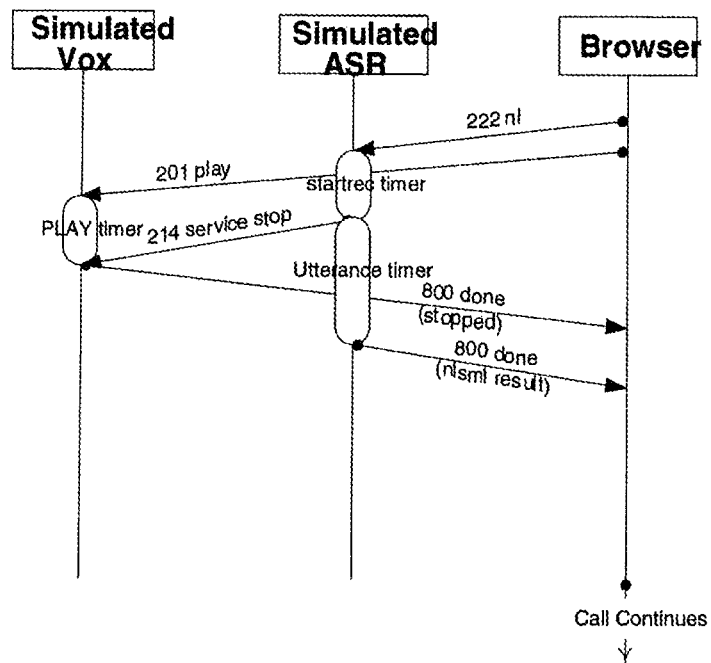 Simulated
Vox
Simulated
ASR
Browser
222 nl
201 play
startrec timer
PLAY timer
214 service stop
Utterance timer
800 done
(stopped)
800 done
(nlsml result)
Call Continues